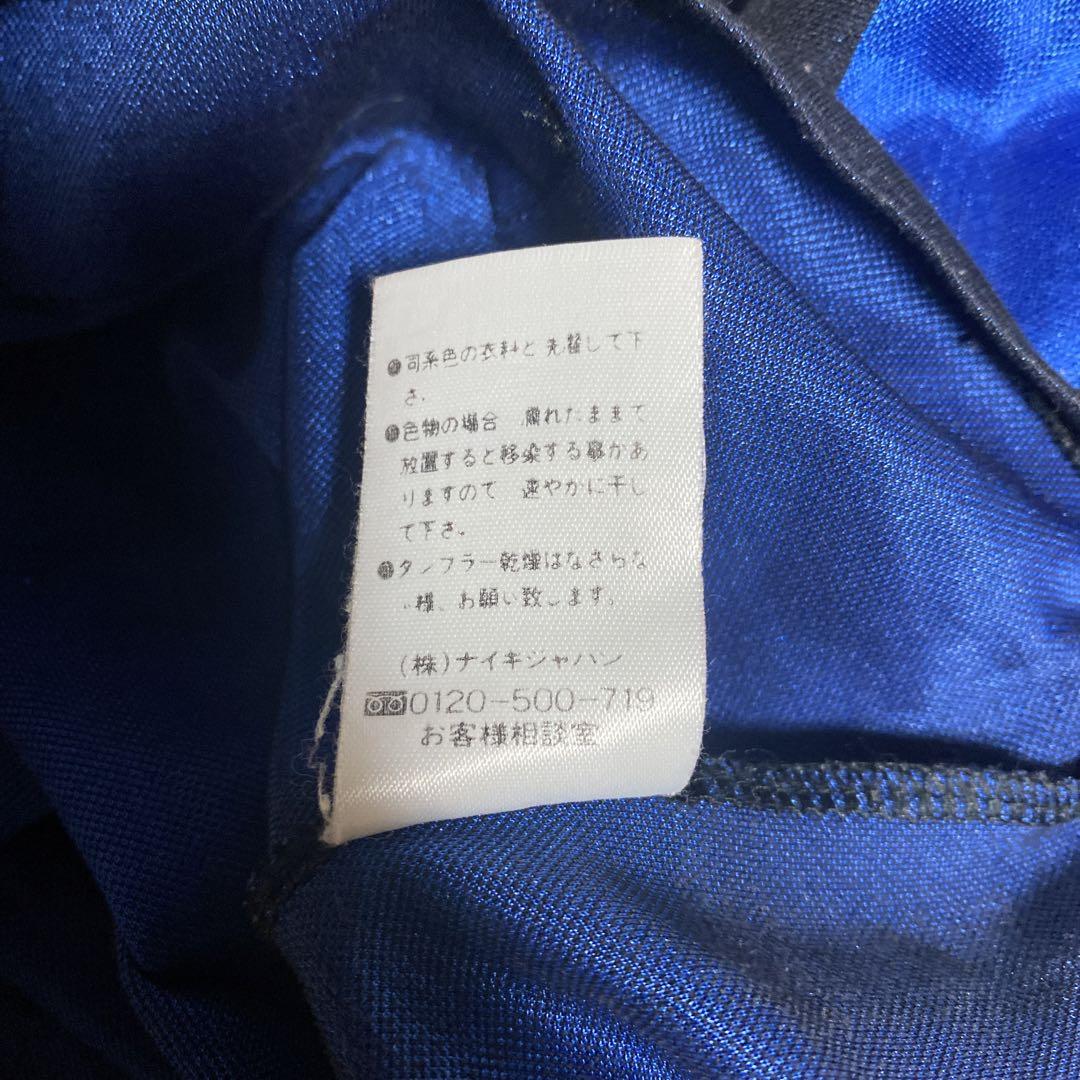 ●同系色の衣料と 洗濯して下
さい
●色物の場合 濡れたままで
放置すると移染する事があ
りますので 速やかに干し
て下さい。
●タンブラー乾燥はなさらな
い様、お願い致します。
(株)ナイキジャパン
0120-500-719
お客様相談室